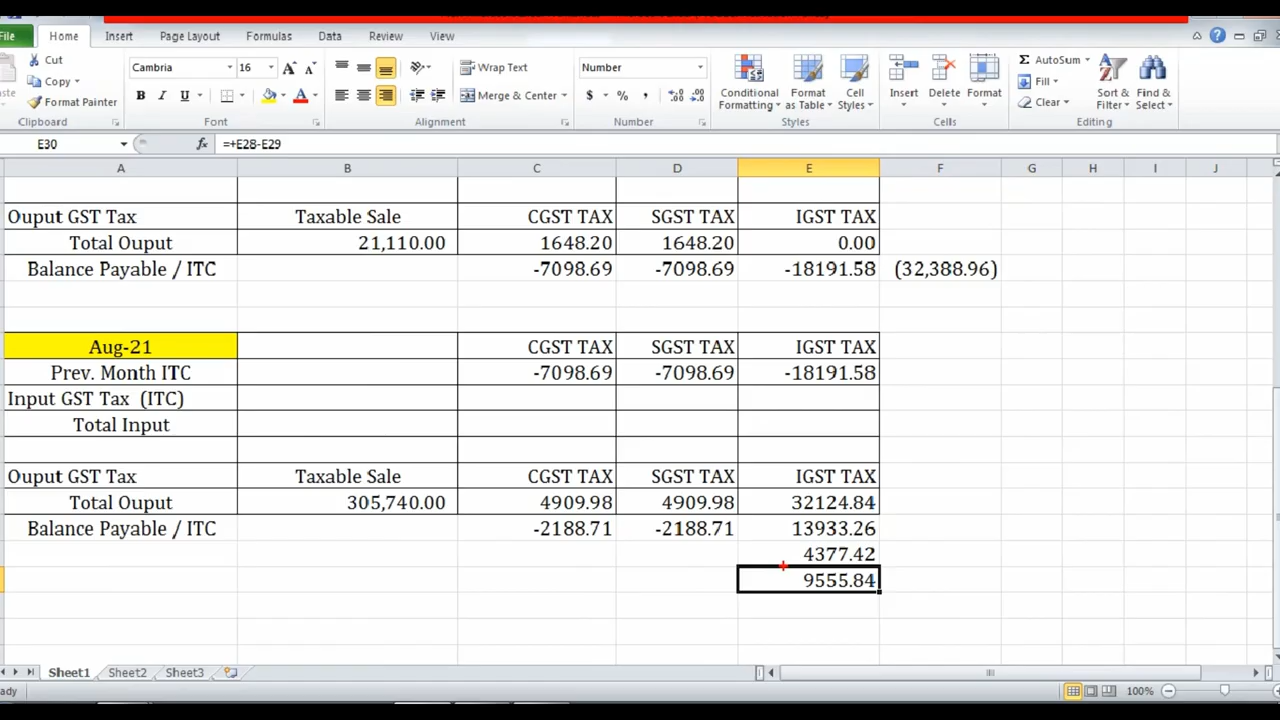 File Home Insert Page Layout Formulas Data Review View
Cut Cambria 16 Wrap Text Number AutoSum
Copy Fill
Format Painter B I U Merge & Center $ % , Conditional Formatting Format as Table Cell Styles Insert Delete Format Clear Sort & Filter Find & Select
Clipboard Font Alignment Number Styles Cells Editing
E30 fx =+E28-E29
A B C D E F G H I J
Ouput GST Tax Taxable Sale CGST TAX SGST TAX IGST TAX
Total Ouput 21,110.00 1648.20 1648.20 0.00
Balance Payable / ITC -7098.69 -7098.69 -18191.58 (32,388.96)
Aug-21 CGST TAX SGST TAX IGST TAX
Prev. Month ITC -7098.69 -7098.69 -18191.58
Input GST Tax (ITC)
Total Input
Ouput GST Tax Taxable Sale CGST TAX SGST TAX IGST TAX
Total Ouput 305,740.00 4909.98 4909.98 32124.84
Balance Payable / ITC -2188.71 -2188.71 13933.26
4377.42
9555.84
Sheet1 Sheet2 Sheet3
100%